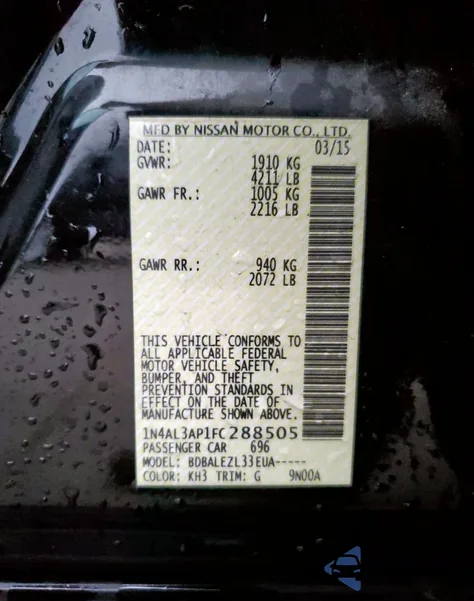 MFD BY NISSAN MOTOR CO., LTD.
DATE: 03/15
GVWR: 1910 KG
4211 LB
GAWR FR.: 1005 KG
2216 LB
GAWR RR.: 940 KG
2072 LB
THIS VEHICLE CONFORMS TO
ALL APPLICABLE FEDERAL
MOTOR VEHICLE SAFETY,
BUMPER, AND THEFT
PREVENTION STANDARDS IN
EFFECT ON THE DATE OF
MANUFACTURE SHOWN ABOVE.
1N4AL3AP1FC288505
PASSENGER CAR 696
MODEL: BDBALEZL33EUA-----
COLOR: KH3 TRIM: G 9N00A